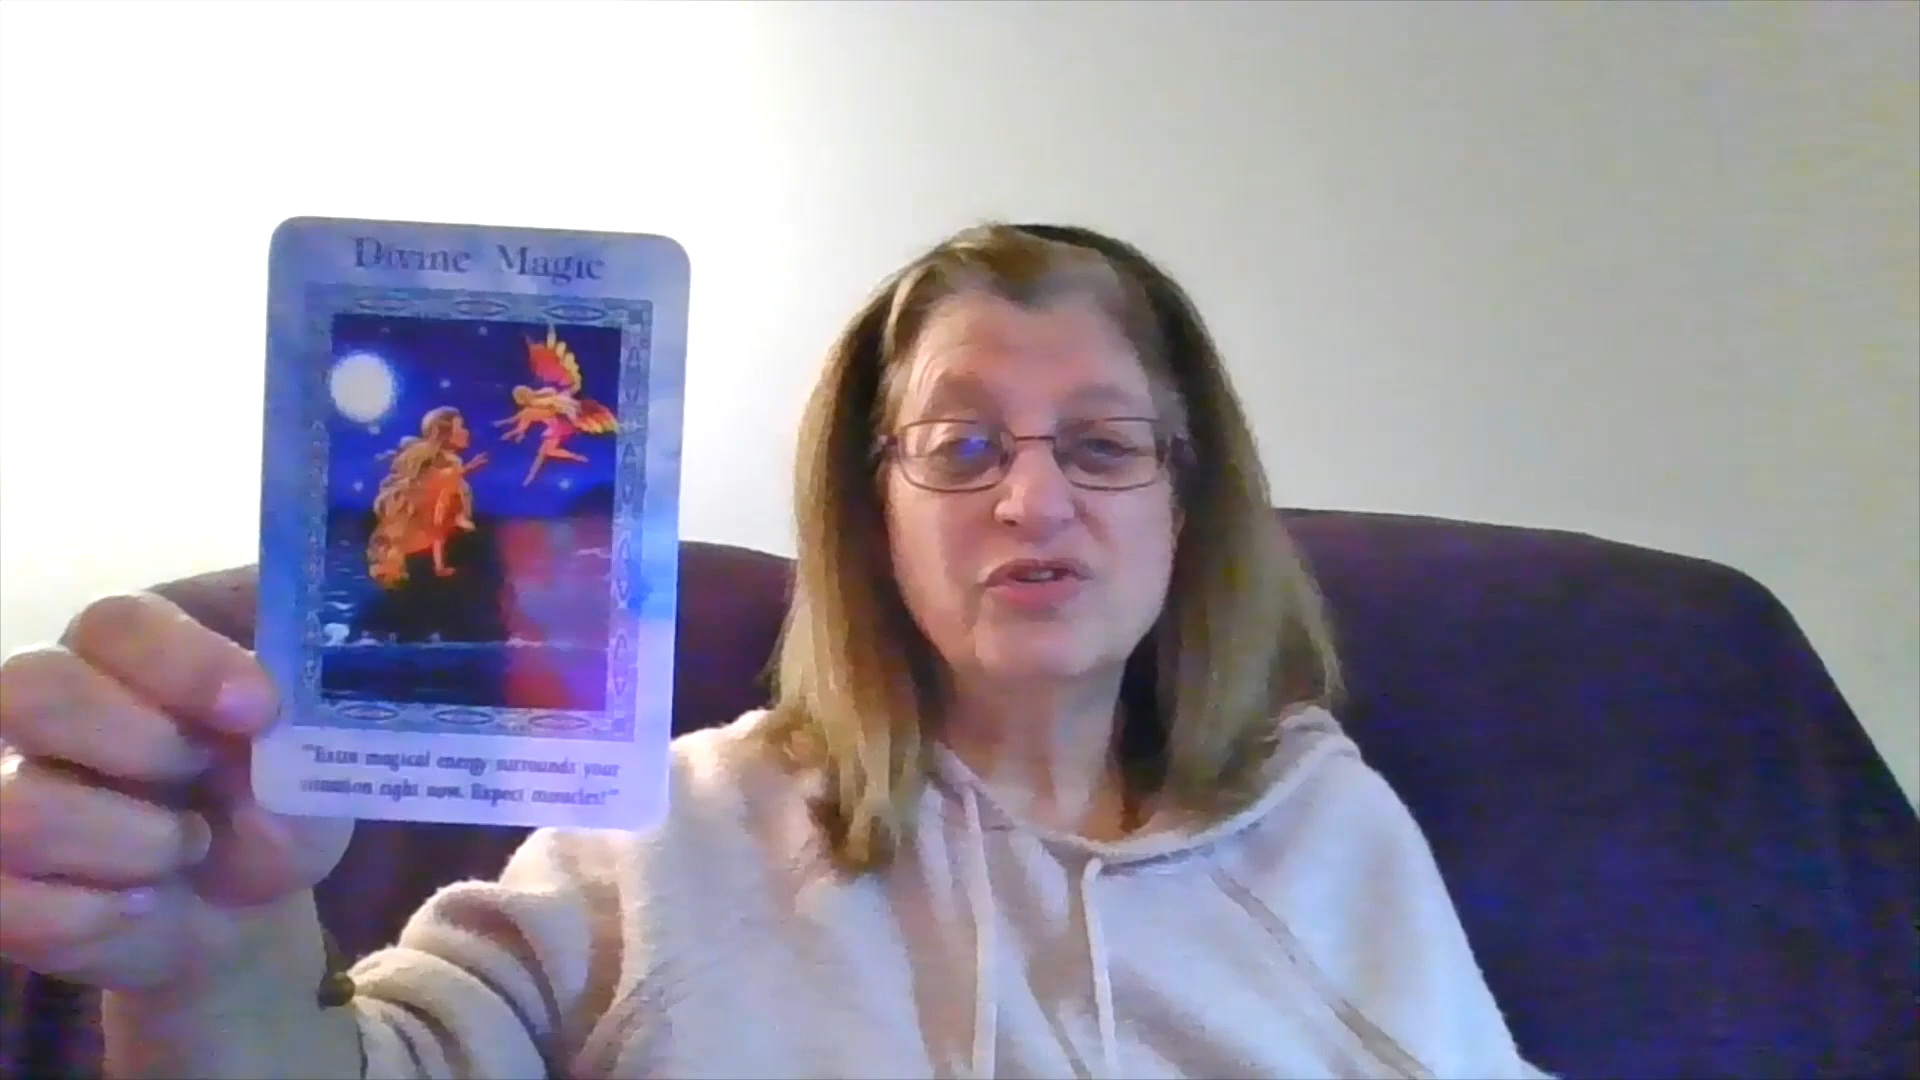 Divine Magic
"Extra magical energy surrounds your
situation right now. Expect miracles!"